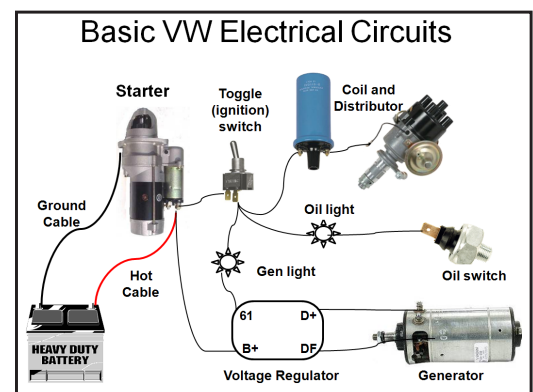 Basic VW Electrical Circuits
Starter
Toggle
(ignition)
switch
Coil and
Distributor
Ground
Cable
Hot
Cable
Oil light
Gen light
Oil switch
61
D+
B+
DF
HEAVY DUTY
BATTERY
Voltage Regulator
Generator